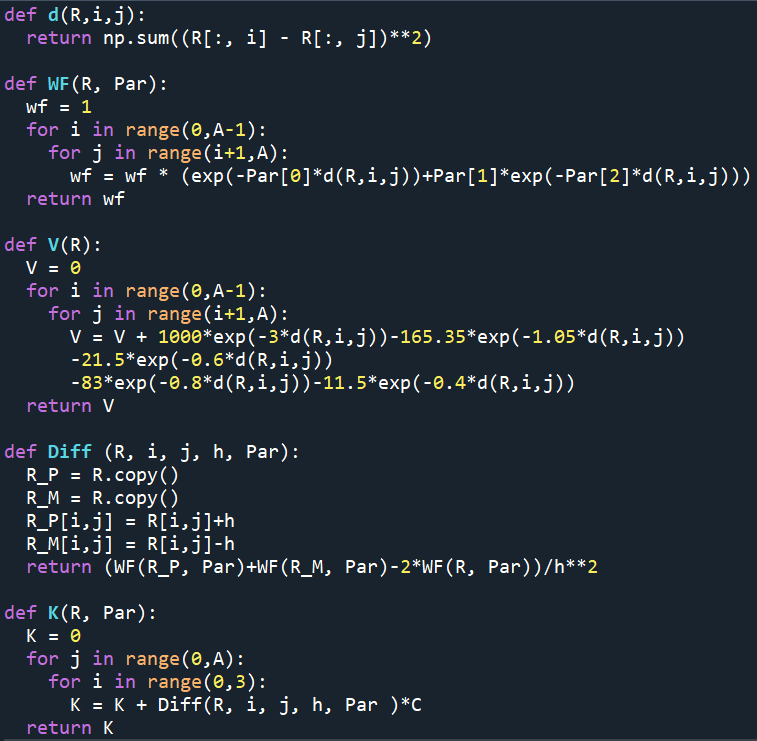 def d(R,i,j):
  return np.sum((R[:, i] - R[:, j])**2)

def WF(R, Par):
  wf = 1
  for i in range(0,A-1):
    for j in range(i+1,A):
      wf = wf * (exp(-Par[0]*d(R,i,j))+Par[1]*exp(-Par[2]*d(R,i,j)))
  return wf

def V(R):
  V = 0
  for i in range(0,A-1):
    for j in range(i+1,A):
      V = V + 1000*exp(-3*d(R,i,j))-165.35*exp(-1.05*d(R,i,j))
      -21.5*exp(-0.6*d(R,i,j))
      -83*exp(-0.8*d(R,i,j))-11.5*exp(-0.4*d(R,i,j))
  return V

def Diff (R, i, j, h, Par):
  R_P = R.copy()
  R_M = R.copy()
  R_P[i,j] = R[i,j]+h
  R_M[i,j] = R[i,j]-h
  return (WF(R_P, Par)+WF(R_M, Par)-2*WF(R, Par))/h**2

def K(R, Par):
  K = 0
  for j in range(0,A):
    for i in range(0,3):
      K = K + Diff(R, i, j, h, Par )*C
  return K